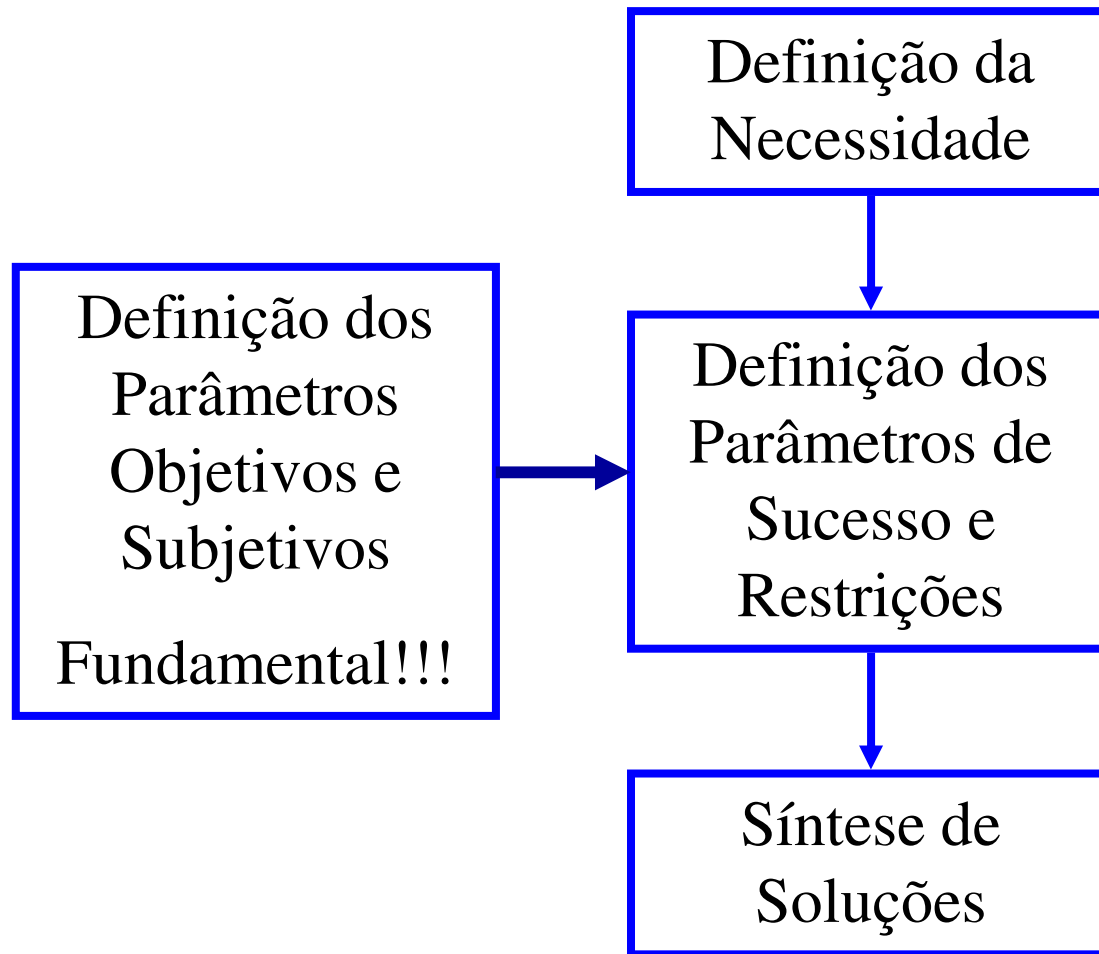 Definição da
Necessidade
Definição dos
Parâmetros
Objetivos e
Subjetivos
Fundamental!!!
Definição dos
Parâmetros de
Sucesso e
Restrições
Síntese de
Soluções